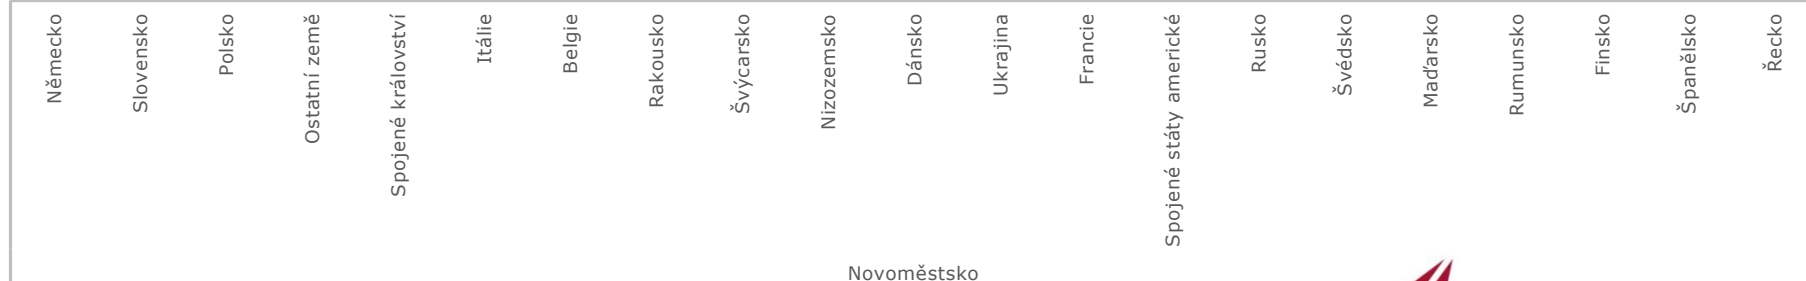 Německo
Slovensko
Polsko
Ostatní země
Spojené království
Itálie
Belgie
Rakousko
Švýcarsko
Nizozemsko
Dánsko
Ukrajina
Francie
Spojené státy americké
Rusko
Švédsko
Maďarsko
Rumunsko
Finsko
Španělsko
Řecko
Novoměstsko